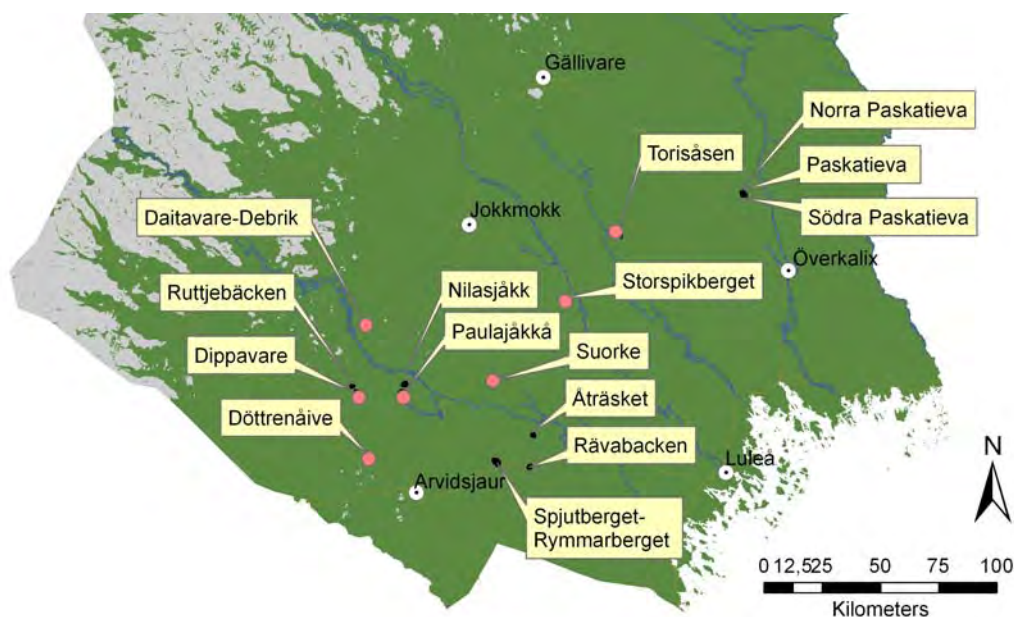 Gällivare
Norra Paskatieva
Torisåsen
Paskatieva
Södra Paskatieva
Jokkmokk
Daitavare-Debrik
Överkalix
Ruttjebäcken
Nilasjåkk
Storspikberget
Paulajåkkå
Dippavare
Suorke
Döttrenåive
Åträsket
Rävabacken
Luleå
Arvidsjaur
N
Spjutberget-
Rymmarberget
0 12,525 50 75 100
Kilometers